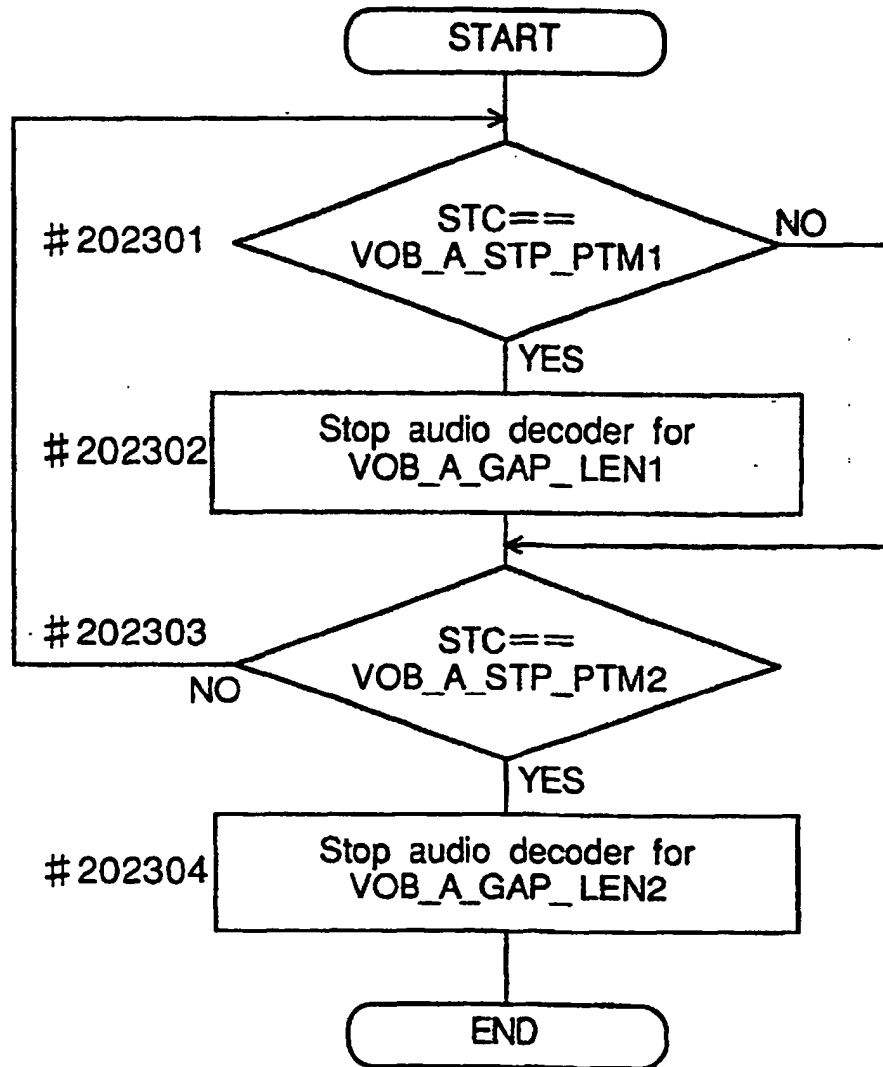 START
#202301
STC==
VOB_A_STP_PTM1
NO
YES
#202302
Stop audio decoder for
VOB_A_GAP_LEN1
#202303
STC==
VOB_A_STP_PTM2
NO
YES
#202304
Stop audio decoder for
VOB_A_GAP_LEN2
END